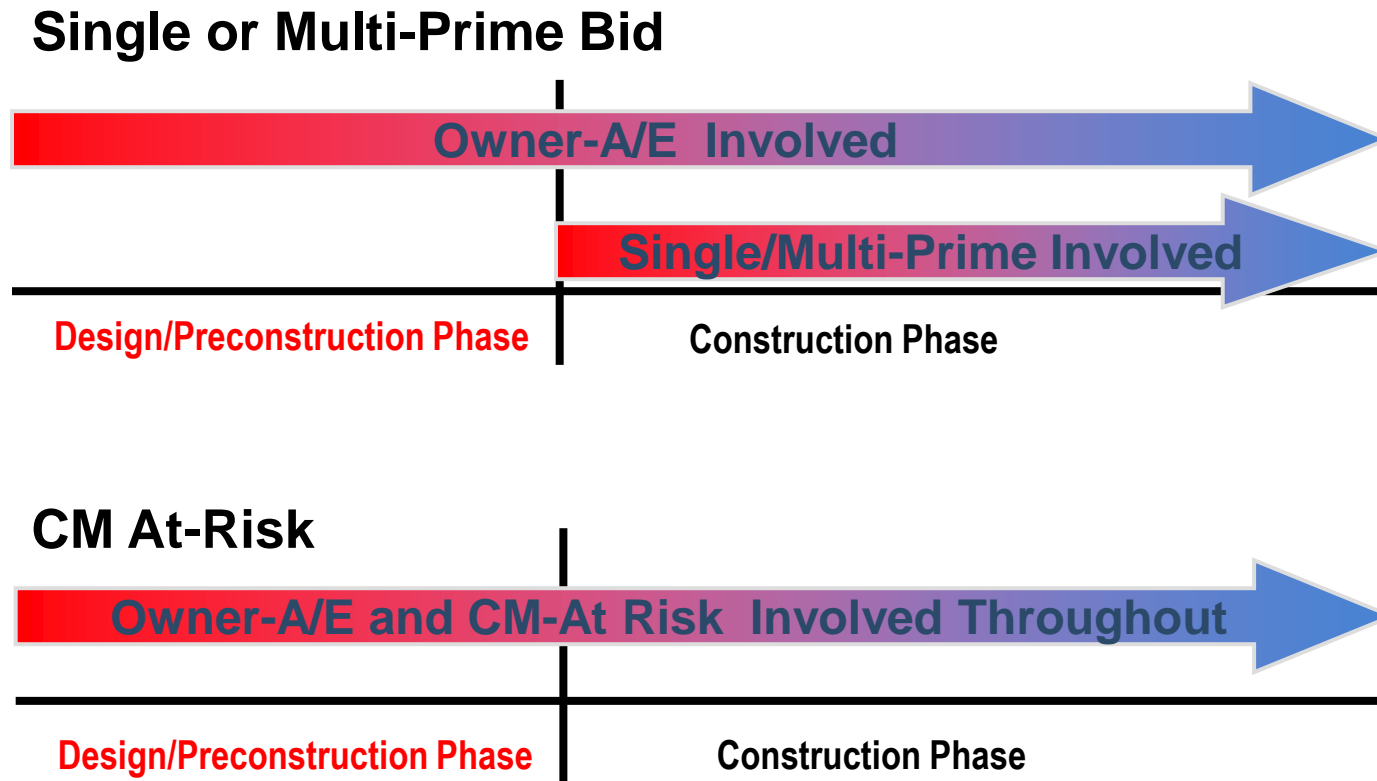 Single or Multi-Prime Bid
Owner-A/E Involved
Single/Multi-Prime Involved
Design/Preconstruction Phase
Construction Phase
CM At-Risk
Owner-A/E and CM-At Risk Involved Throughout
Design/Preconstruction Phase
Construction Phase